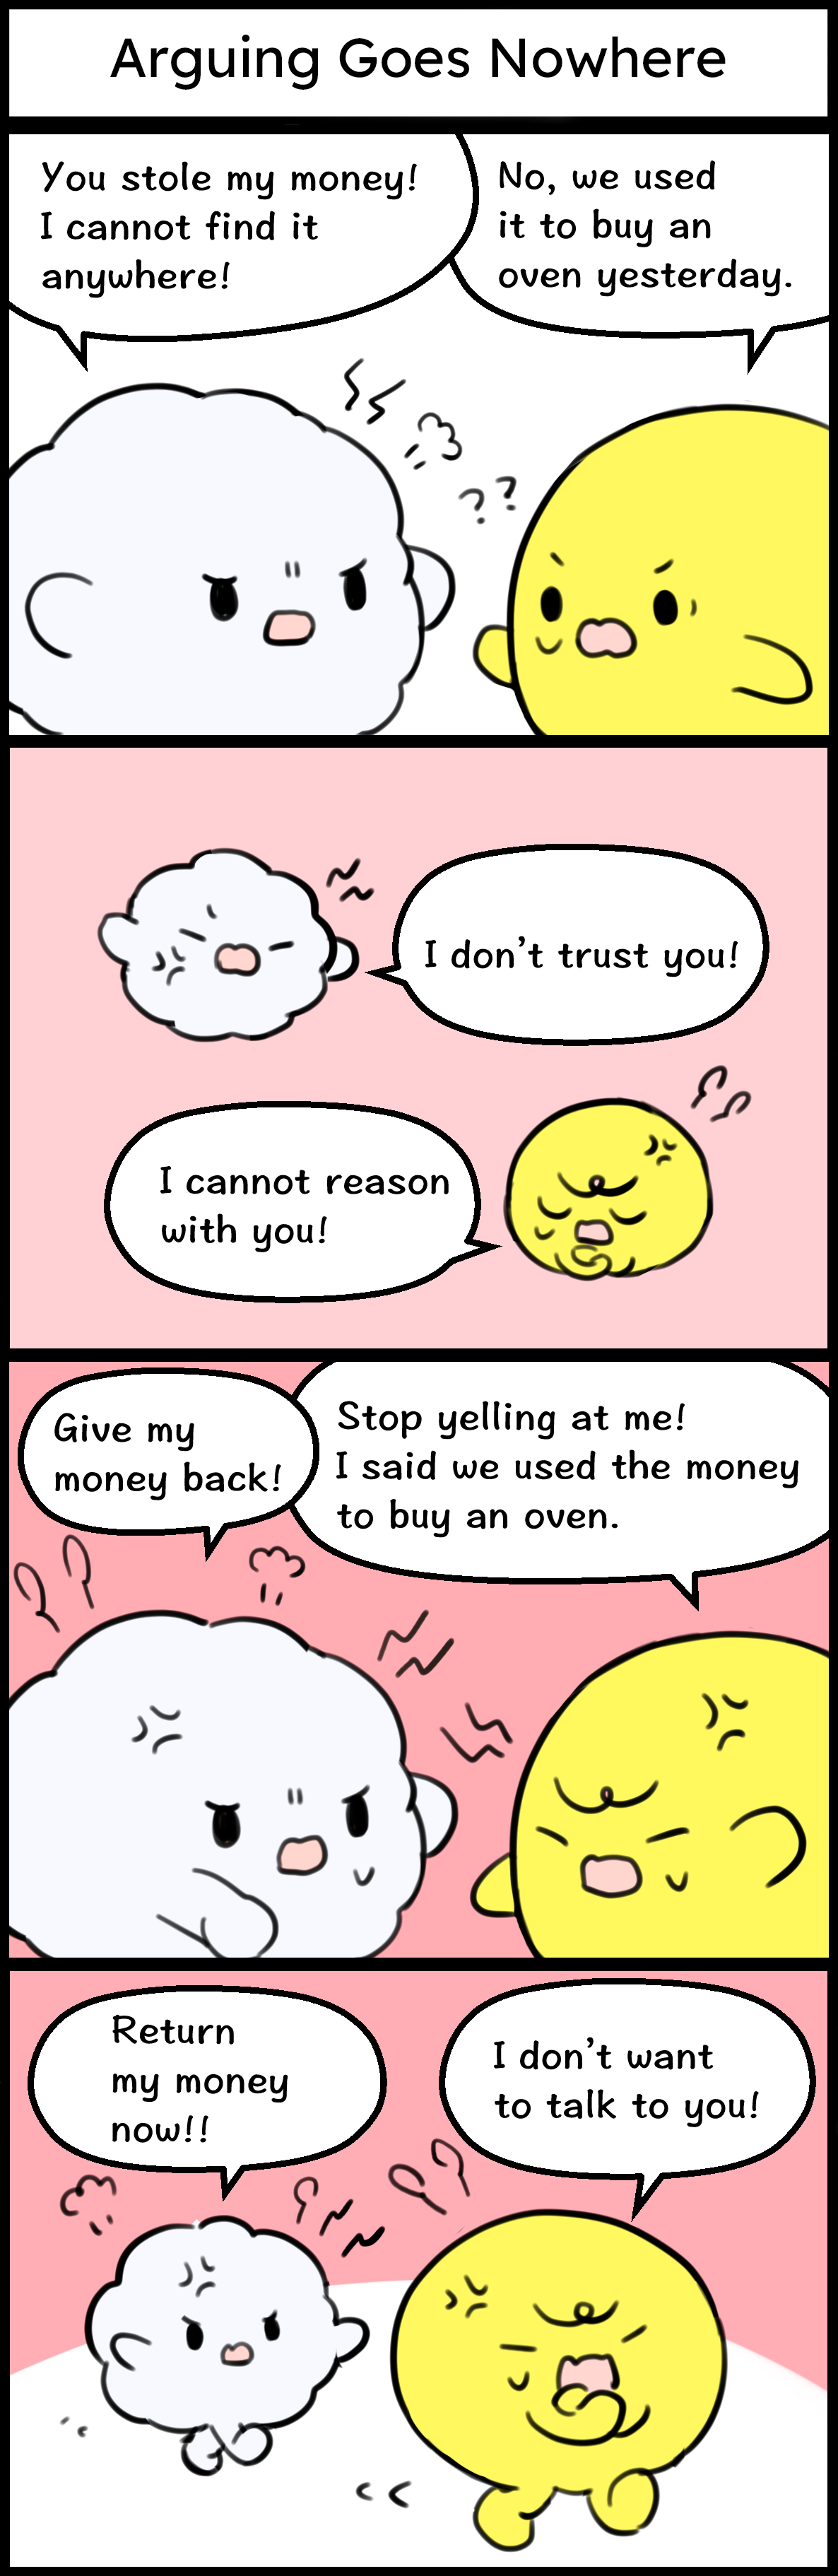 Arguing Goes Nowhere
You stole my money!
I cannot find it
anywhere!
No, we used
it to buy an
oven yesterday.
??
I don't trust you!
I cannot reason
with you!
Give my
money back!
Stop yelling at me!
I said we used the money
to buy an oven.
Return
my money
now!!
I don't want
to talk to you!